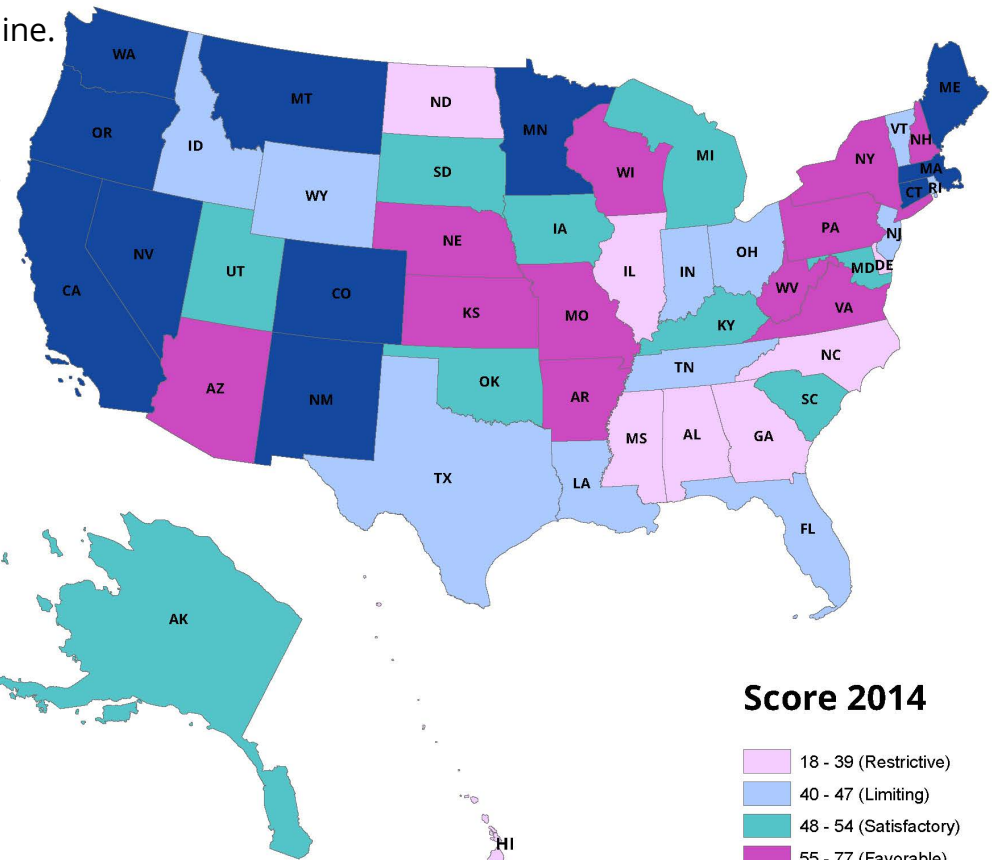 ine.
WA
ME
MT
ND
VT
MN
OR
NH
ID
MI
NY
MA
WI
SD
RI
CT
WY
IA
PA
NJ
NE
OH
NV
UT
IL
IN
MD
DE
CA
CO
WV
VA
KS
MO
KY
NC
TN
AZ
OK
NM
AR
SC
MS
AL
GA
TX
LA
FL
AK
HI
Score 2014
18 - 39 (Restrictive)
40 - 47 (Limiting)
48 - 54 (Satisfactory)
55 - 77 (Favorable)